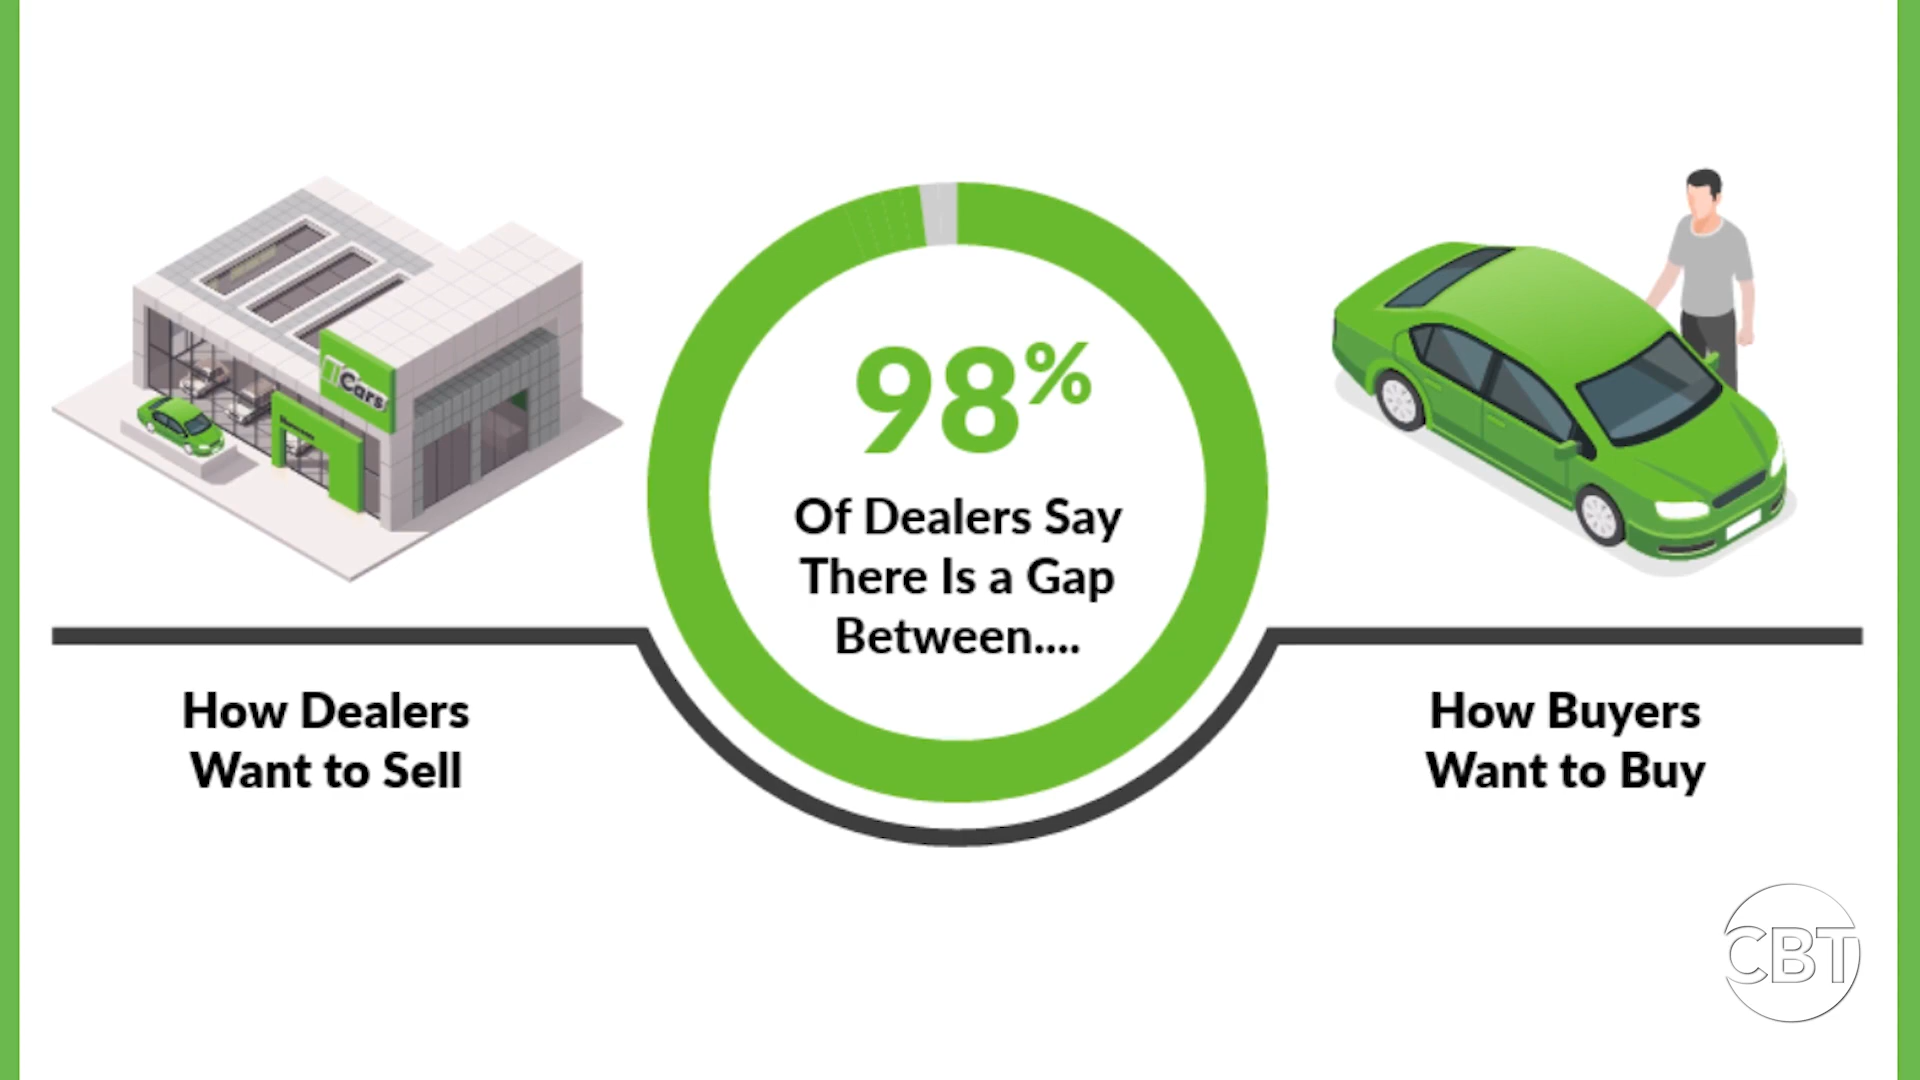 98%
Of Dealers Say
There Is a Gap
Between....
Cars
How Dealers
Want to Sell
How Buyers
Want to Buy
CBT